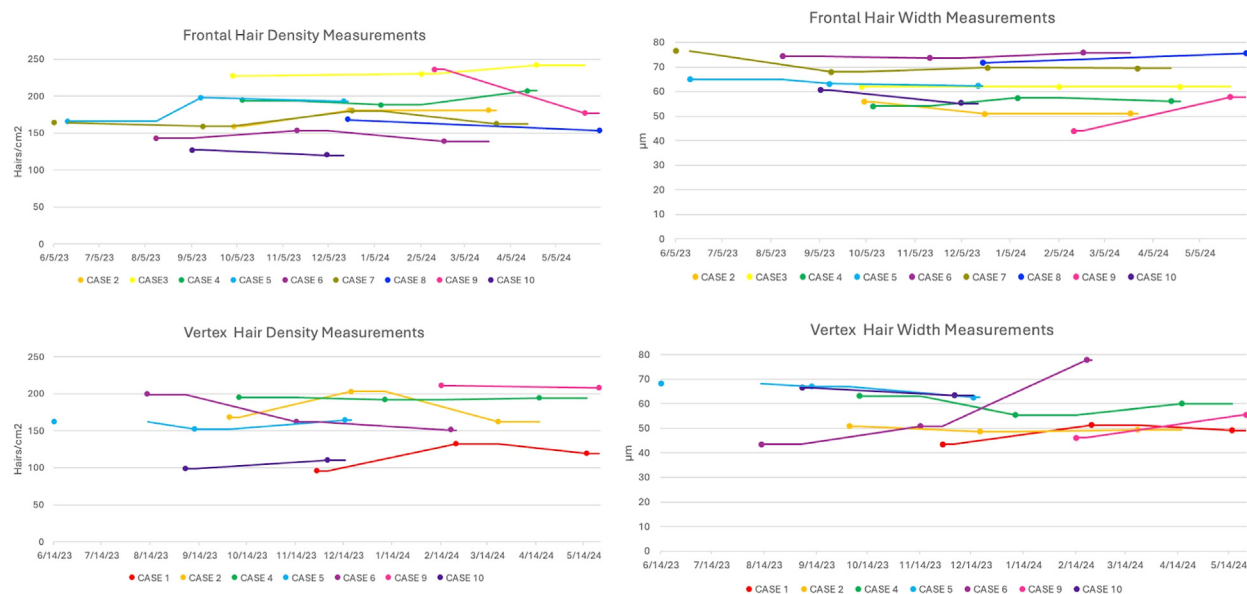 Frontal Hair Density Measurements
250
200
150
100
50
0
Hairs/cm2
6/5/23 7/5/23 8/5/23 9/5/23 10/5/23 11/5/23 12/5/23 1/5/24 2/5/24 3/5/24 4/5/24 5/5/24
CASE 2 CASE3 CASE 4 CASE 5 CASE 6 CASE 7 CASE 8 CASE 9 CASE 10
Frontal Hair Width Measurements
80
70
60
50
40
30
20
10
0
µm
6/5/23 7/5/23 8/5/23 9/5/23 10/5/23 11/5/23 12/5/23 1/5/24 2/5/24 3/5/24 4/5/24 5/5/24
CASE 2 CASE3 CASE 4 CASE 5 CASE 6 CASE 7 CASE 8 CASE 9 CASE 10
Vertex Hair Density Measurements
250
200
150
100
50
0
Hairs/cm2
6/14/23 7/14/23 8/14/23 9/14/23 10/14/23 11/14/23 12/14/23 1/14/24 2/14/24 3/14/24 4/14/24 5/14/24
CASE 1 CASE 2 CASE 4 CASE 5 CASE 6 CASE 9 CASE 10
Vertex Hair Width Measurements
80
70
60
50
40
30
20
10
0
µm
6/14/23 7/14/23 8/14/23 9/14/23 10/14/23 11/14/23 12/14/23 1/14/24 2/14/24 3/14/24 4/14/24 5/14/24
CASE 1 CASE 2 CASE 4 CASE 5 CASE 6 CASE 9 CASE 10